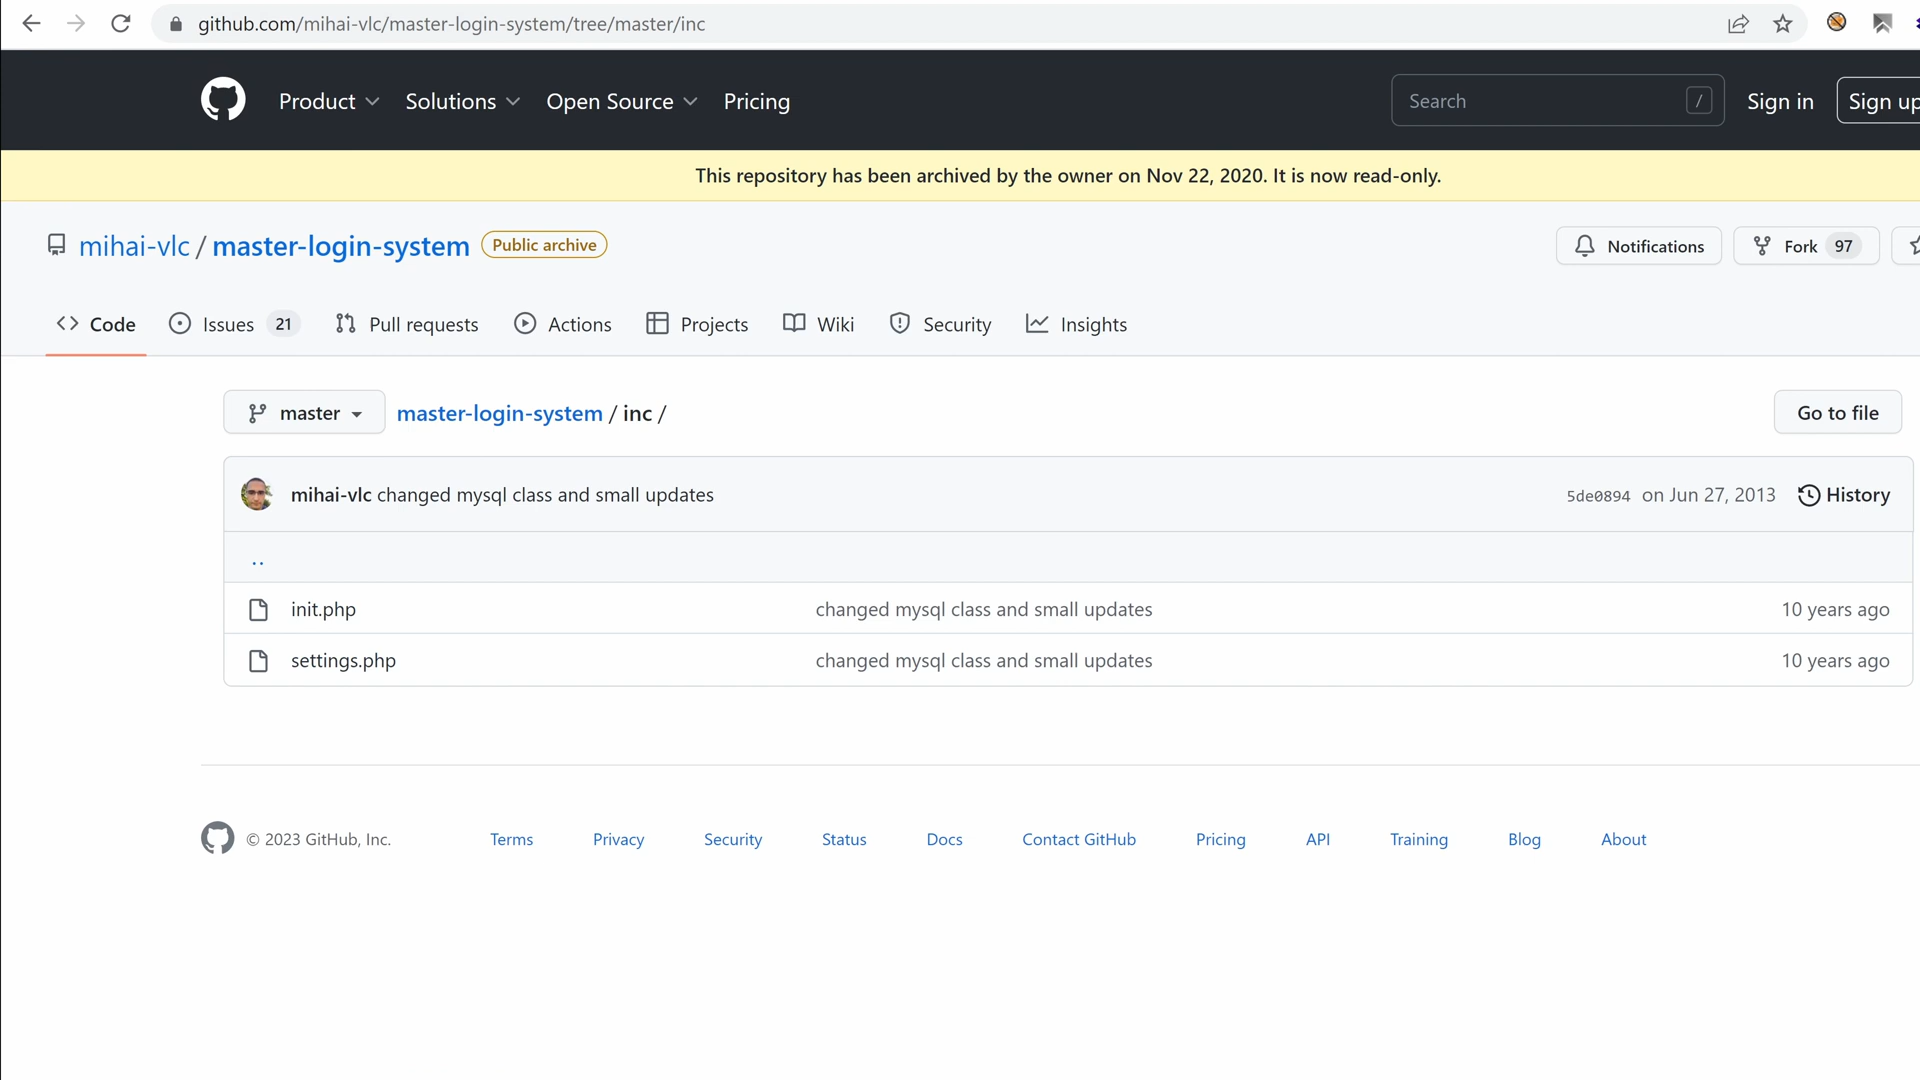 github.com/mihai-vlc/master-login-system/tree/master/inc
Product Solutions Open Source Pricing Search / Sign in Sign up
This repository has been archived by the owner on Nov 22, 2020. It is now read-only.
mihai-vlc / master-login-system Public archive Notifications Fork 97
Code Issues 21 Pull requests Actions Projects Wiki Security Insights
master master-login-system / inc / Go to file
mihai-vlc changed mysql class and small updates 5de0894 on Jun 27, 2013 History
..
init.php changed mysql class and small updates 10 years ago
settings.php changed mysql class and small updates 10 years ago
© 2023 GitHub, Inc. Terms Privacy Security Status Docs Contact GitHub Pricing API Training Blog About